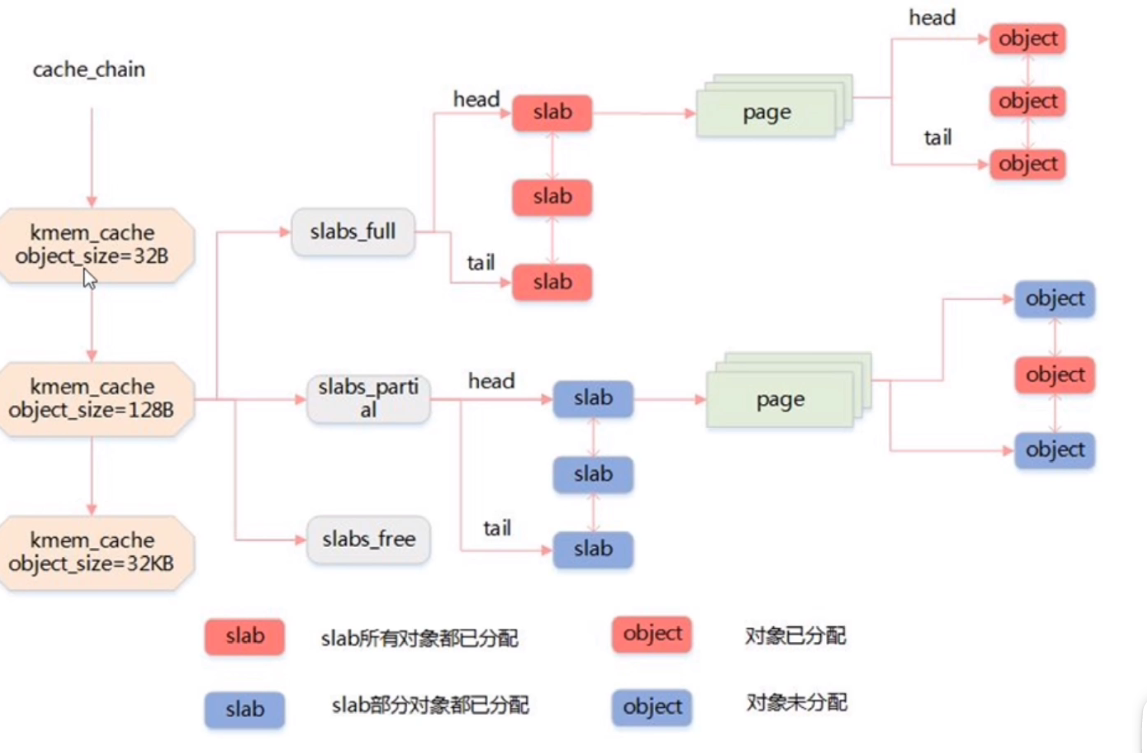 cache_chain
kmem_cache
object_size=32B
kmem_cache
object_size=128B
kmem_cache
object_size=32KB
slabs_full
slabs_parti
al
slabs_free
head
tail
slab
slab
slab
page
head
tail
object
object
object
head
tail
slab
slab
slab
page
object
object
object
slab
slab所有对象都已分配
object
对象已分配
slab
slab部分对象都已分配
object
对象未分配